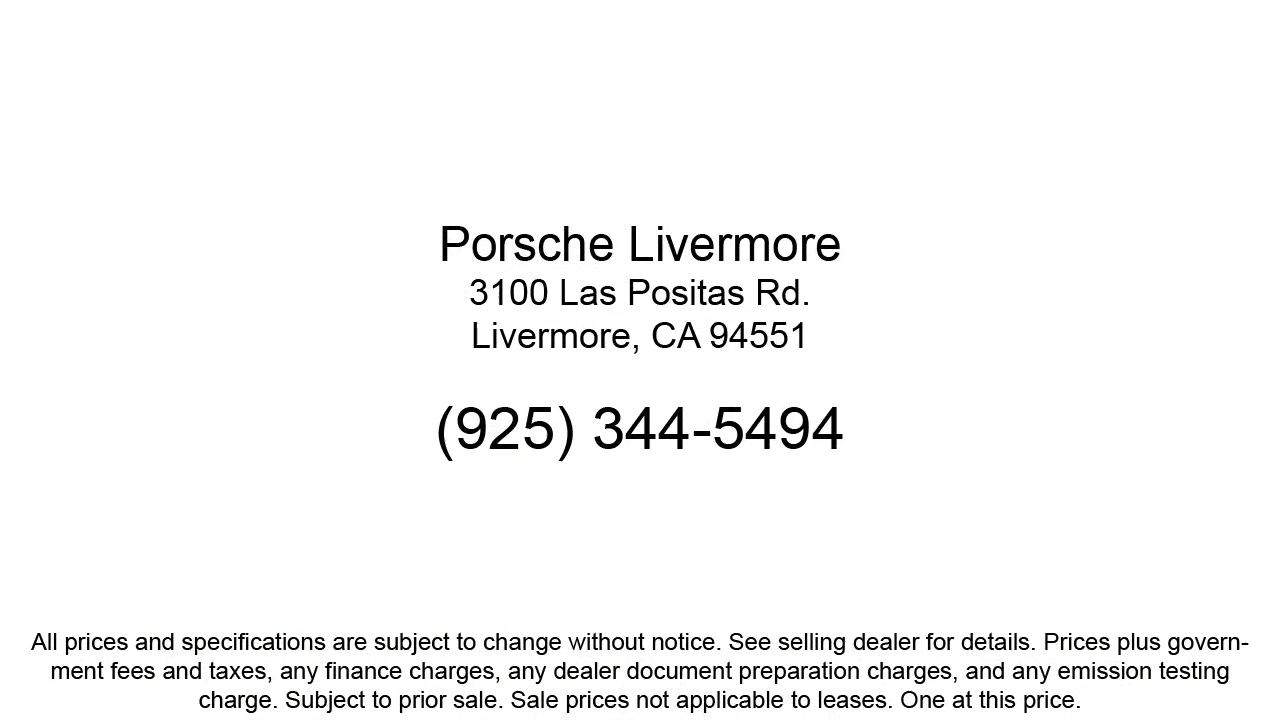 Porsche Livermore
3100 Las Positas Rd.
Livermore, CA 94551
(925) 344-5494
All prices and specifications are subject to change without notice. See selling dealer for details. Prices plus govern-
ment fees and taxes, any finance charges, any dealer document preparation charges, and any emission testing
charge. Subject to prior sale. Sale prices not applicable to leases. One at this price.